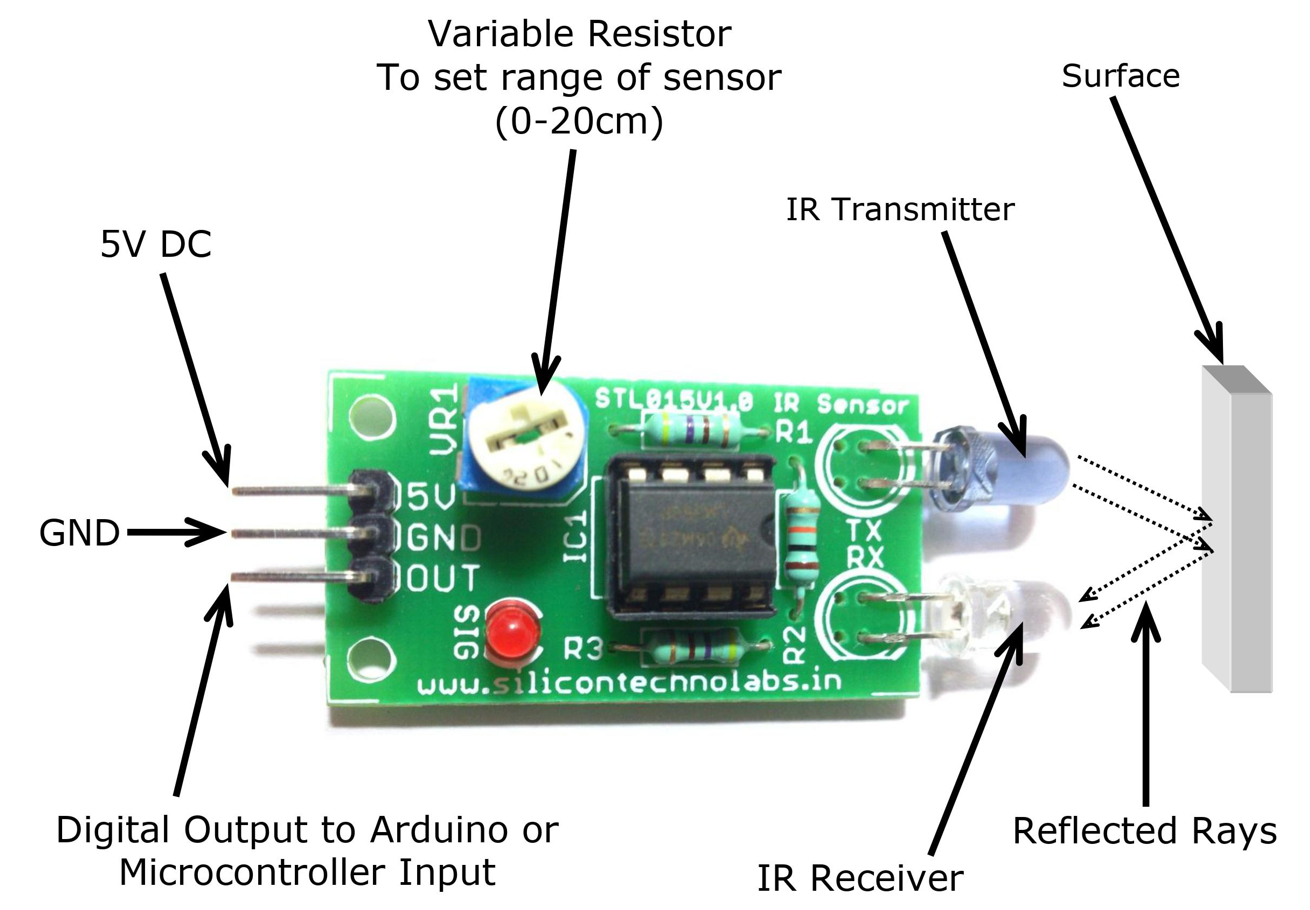 Variable Resistor
To set range of sensor
(0-20cm)
Surface
IR Transmitter
5V DC
GND
VR1
STL015V1.0 IR Sensor
R1
5V
GND
OUT
IC1
TX
RX
SIG
R3
R2
www.silicontechnolabs.in
Digital Output to Arduino or
Microcontroller Input
IR Receiver
Reflected Rays